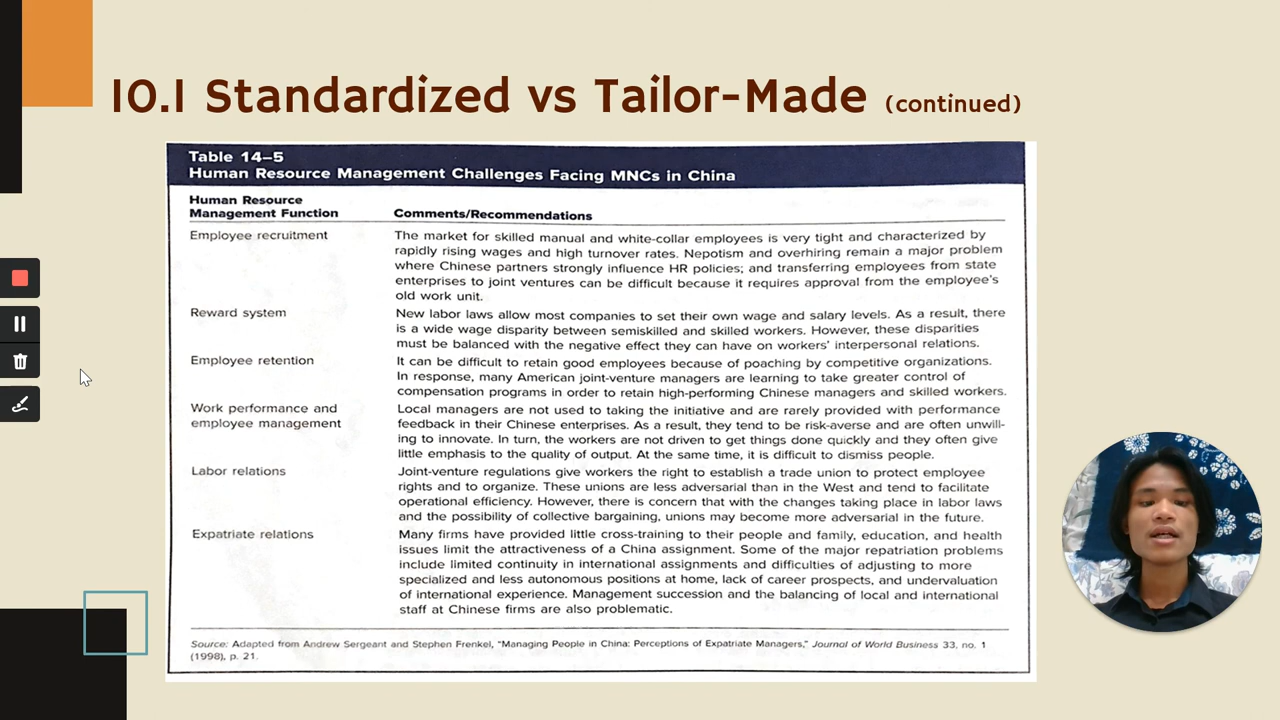 10.1 Standardized vs Tailor-Made (continued)
Table 14–5
Human Resource Management Challenges Facing MNCs in China
Human Resource
Management Function Comments/Recommendations
Employee recruitment The market for skilled manual and white-collar employees is very tight and characterized by
rapidly rising wages and high turnover rates. Nepotism and overhiring remain a major problem
where Chinese partners strongly influence HR policies; and transferring employees from state
enterprises to joint ventures can be difficult because it requires approval from the employee's
old work unit.
Reward system New labor laws allow most companies to set their own wage and salary levels. As a result, there
is a wide wage disparity between semiskilled and skilled workers. However, these disparities
must be balanced with the negative effect they can have on workers' interpersonal relations.
Employee retention It can be difficult to retain good employees because of poaching by competitive organizations.
In response, many American joint-venture managers are learning to take greater control of
compensation programs in order to retain high-performing Chinese managers and skilled workers.
Work performance and Local managers are not used to taking the initiative and are rarely provided with performance
employee management feedback in their Chinese enterprises. As a result, they tend to be risk-averse and are often unwill-
ing to innovate. In turn, the workers are not driven to get things done quickly and they often give
little emphasis to the quality of output. At the same time, it is difficult to dismiss people.
Labor relations Joint-venture regulations give workers the right to establish a trade union to protect employee
rights and to organize. These unions are less adversarial than in the West and tend to facilitate
operational efficiency. However, there is concern that with the changes taking place in labor laws
and the possibility of collective bargaining, unions may become more adversarial in the future.
Expatriate relations Many firms have provided little cross-training to their people and family, education, and health
issues limit the attractiveness of a China assignment. Some of the major repatriation problems
include limited continuity in international assignments and difficulties of adjusting to more
specialized and less autonomous positions at home, lack of career prospects, and undervaluation
of international experience. Management succession and the balancing of local and international
staff at Chinese firms are also problematic.
Source: Adapted from Andrew Sergeant and Stephen Frenkel, "Managing People in China: Perceptions of Expatriate Managers," Journal of World Business 33, no. 1
(1998), p. 21.